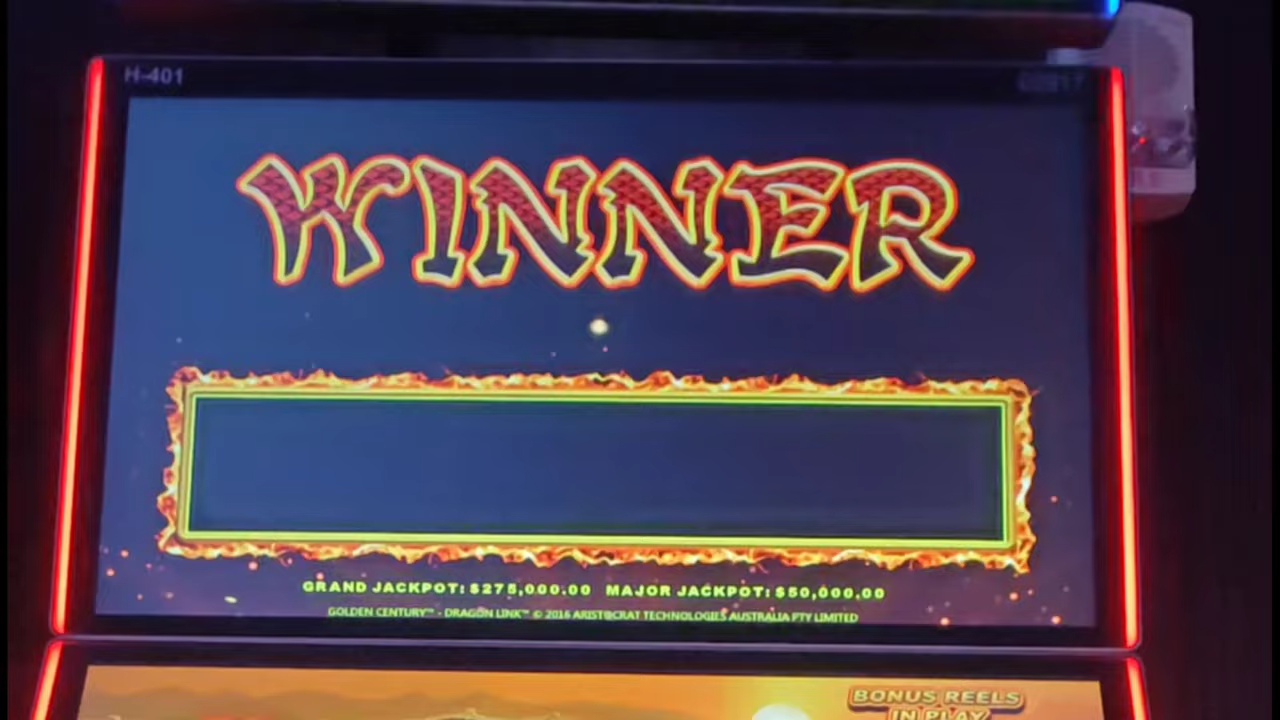 H-401
WINNER
GRAND JACKPOT: $275,000.00 MAJOR JACKPOT: $50,000.00
GOLDEN CENTURY™ - DRAGON LINK™ © 2016 ARISTOCRAT TECHNOLOGIES AUSTRALIA PTY LIMITED
BONUS REELS
IN PLAY